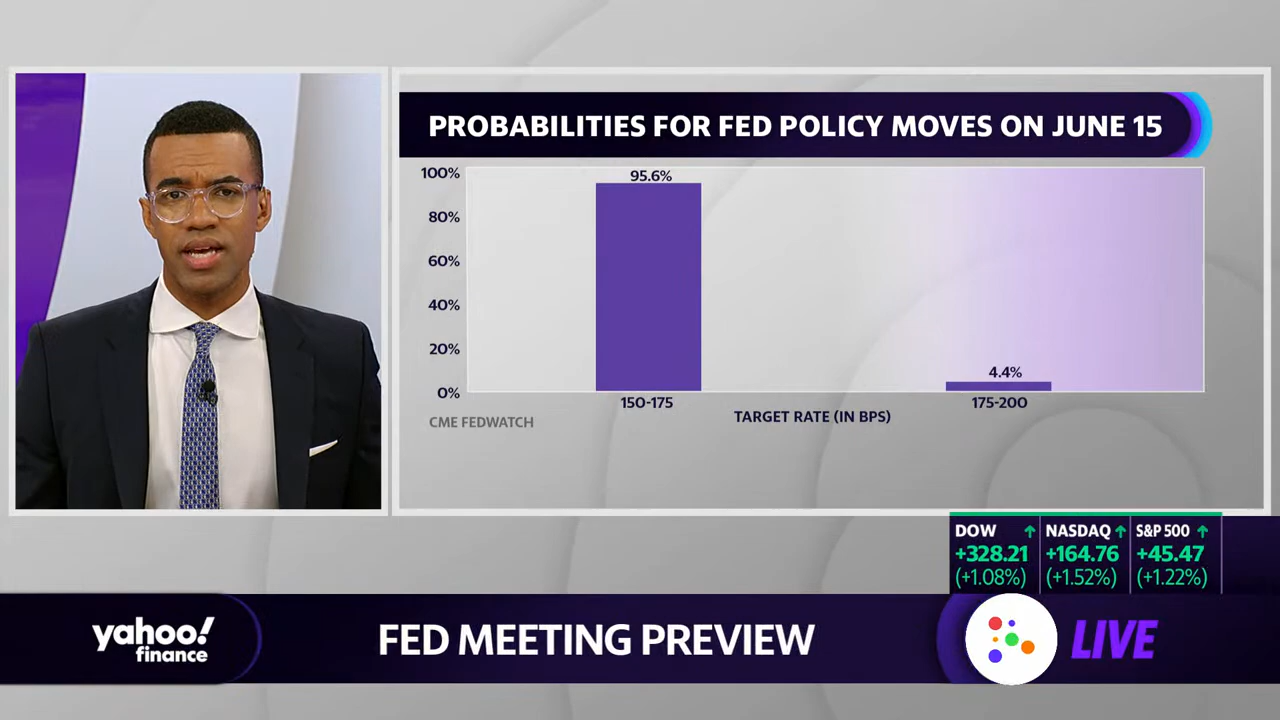 PROBABILITIES FOR FED POLICY MOVES ON JUNE 15
100%
95.6%
80%
60%
40%
20%
4.4%
0%
150-175
175-200
TARGET RATE (IN BPS)
CME FEDWATCH
DOW
+328.21
(+1.08%)
NASDAQ
+164.76
(+1.52%)
S&P 500
+45.47
(+1.22%)
yahoo!
finance
FED MEETING PREVIEW
LIVE